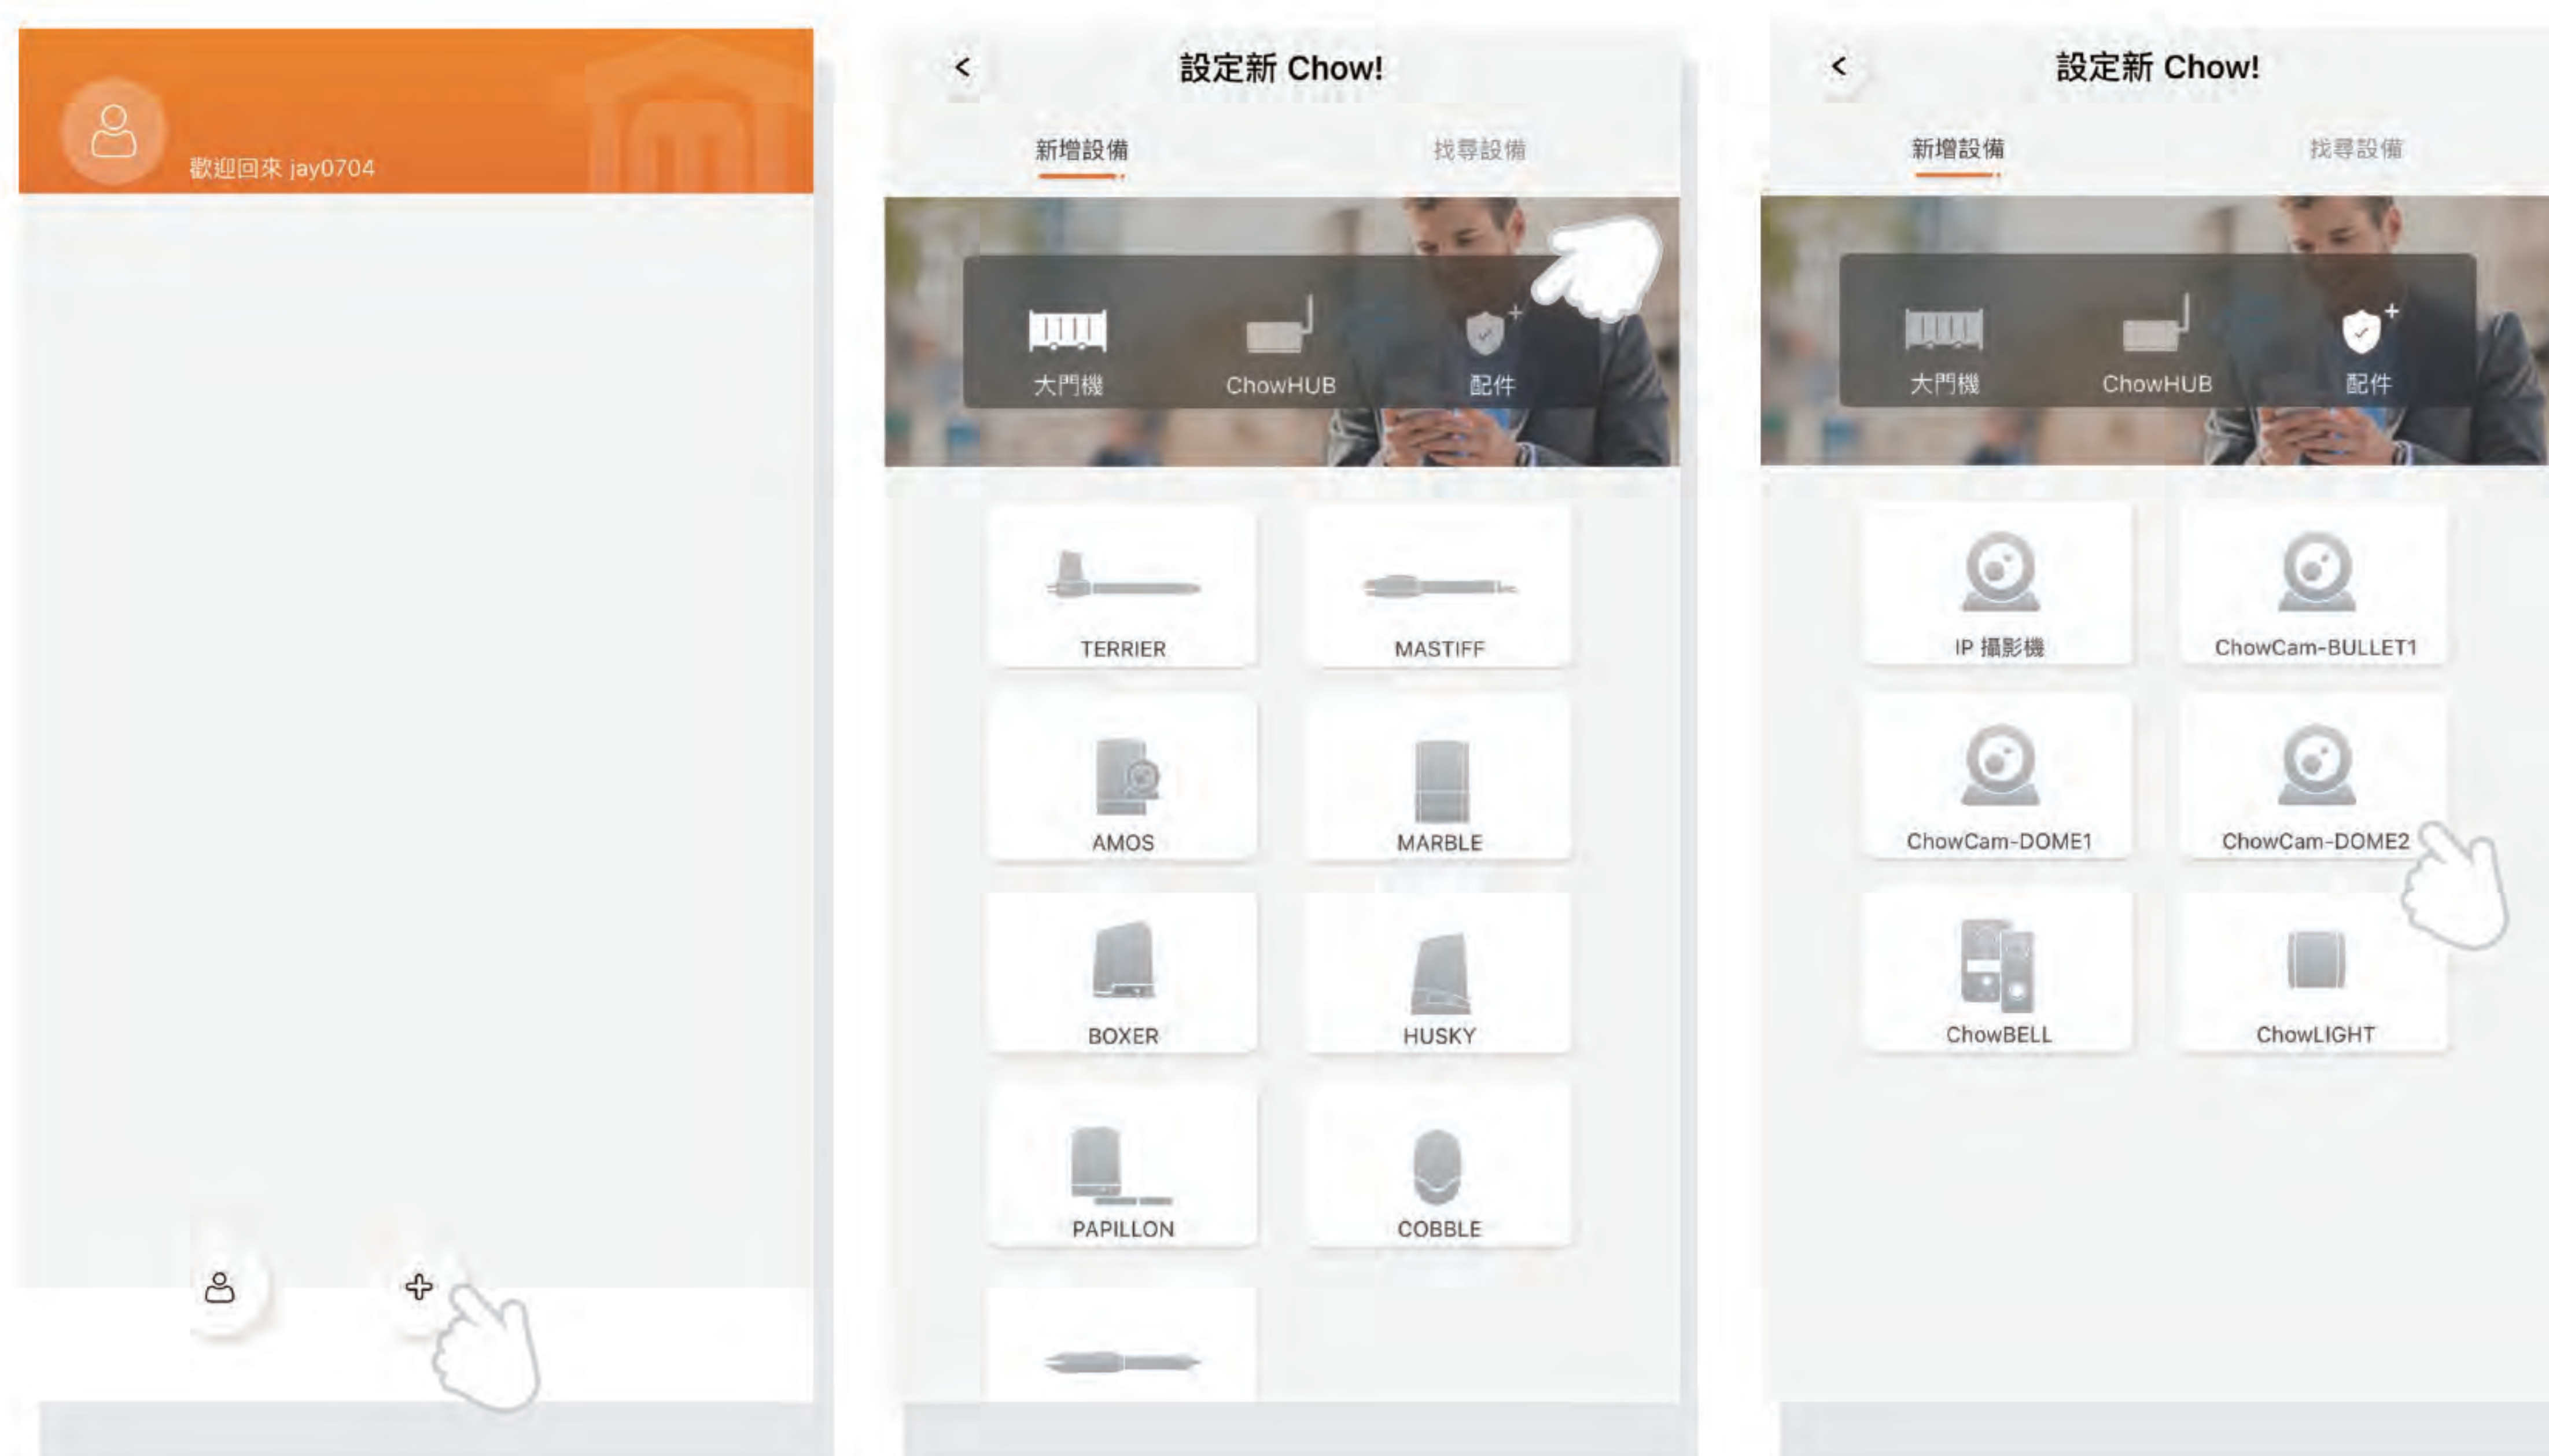 歡迎回來 jay0704
設定新 Chow!
新增設備
找尋設備
大門機
ChowHUB
配件
TERRIER
MASTIFF
AMOS
MARBLE
BOXER
HUSKY
PAPILLON
COBBLE
設定新 Chow!
新增設備
找尋設備
大門機
ChowHUB
配件
IP 攝影機
ChowCam-BULLET1
ChowCam-DOME1
ChowCam-DOME2
ChowBELL
ChowLIGHT